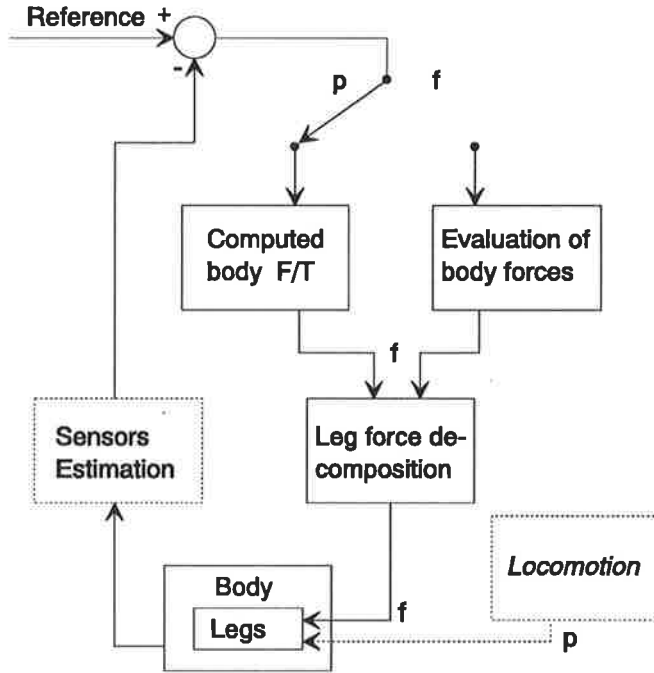 Reference +
-
p f
Computed
body F/T
Evaluation of
body forces
f
Sensors
Estimation
Leg force de-
composition
Locomotion
Body
Legs
f
p